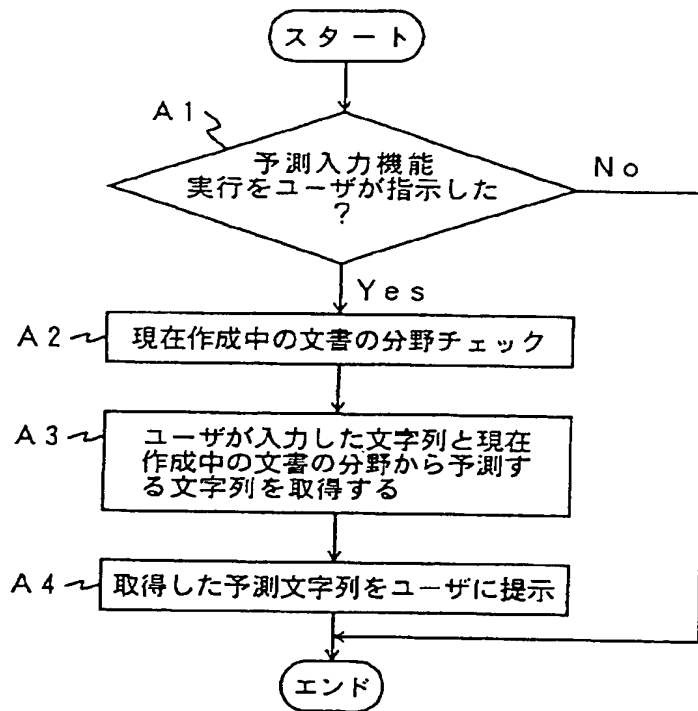 スタート
A1
予測入力機能
実行をユーザが指示した
?
No
Yes
A2
現在作成中の文書の分野チェック
A3
ユーザが入力した文字列と現在
作成中の文書の分野から予測す
る文字列を取得する
A4
取得した予測文字列をユーザに提示
エンド